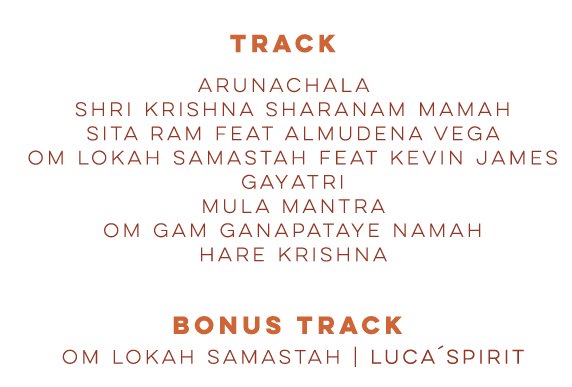 TRACK
ARUNACHALA
SHRI KRISHNA SHARANAM MAMAH
SITA RAM FEAT ALMUDENA VEGA
OM LOKAH SAMASTAH FEAT KEVIN JAMES
GAYATRI
MULA MANTRA
OM GAM GANAPATAYE NAMAH
HARE KRISHNA
BONUS TRACK
OM LOKAH SAMASTAH | LUCA´SPIRIT